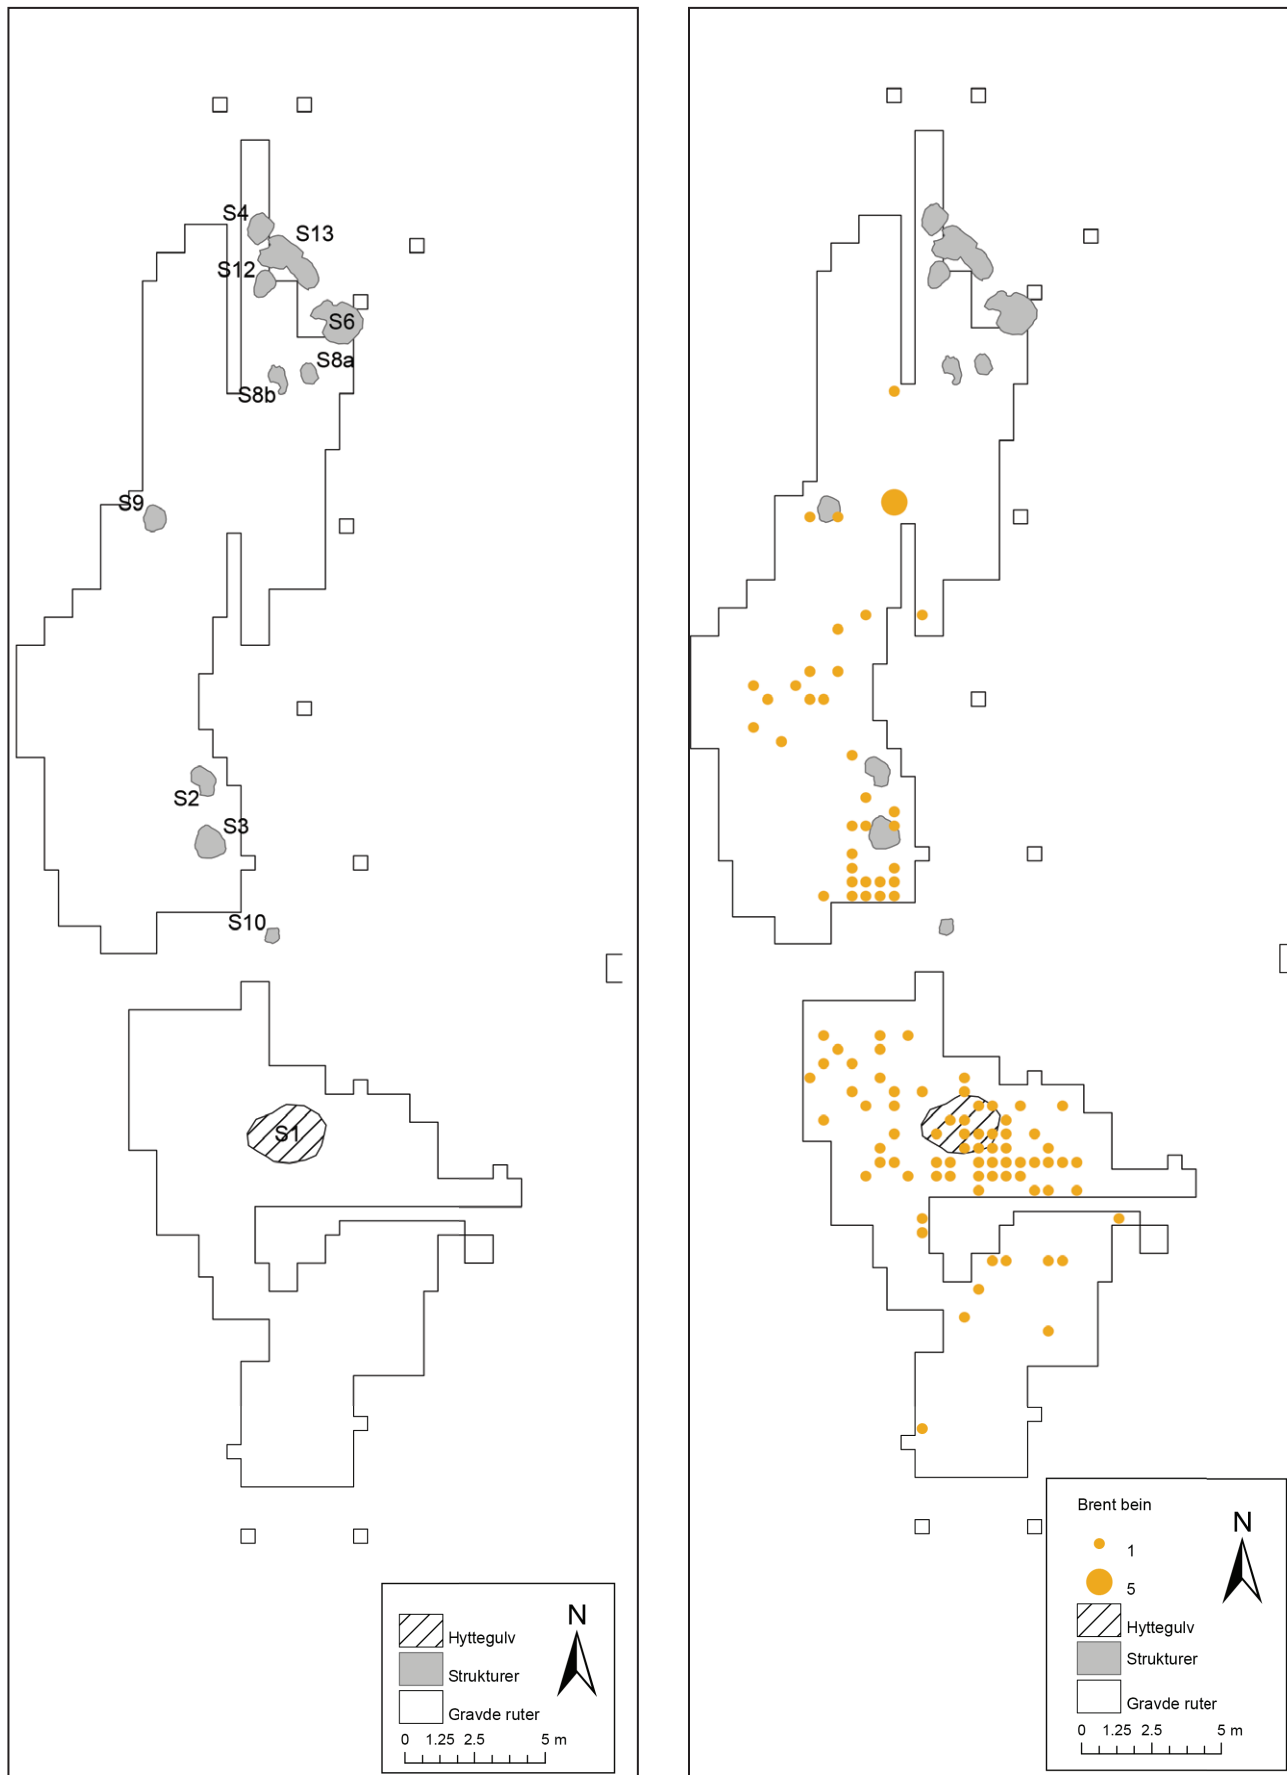 S4
S13
S12
S6
S8a
S8b
S9
S2
S3
S10
S1
N
Hyttegulv
Strukturer
Gravde ruter
0 1.25 2.5 5 m
Brent bein
N
1
5
Hyttegulv
Strukturer
Gravde ruter
0 1.25 2.5 5 m